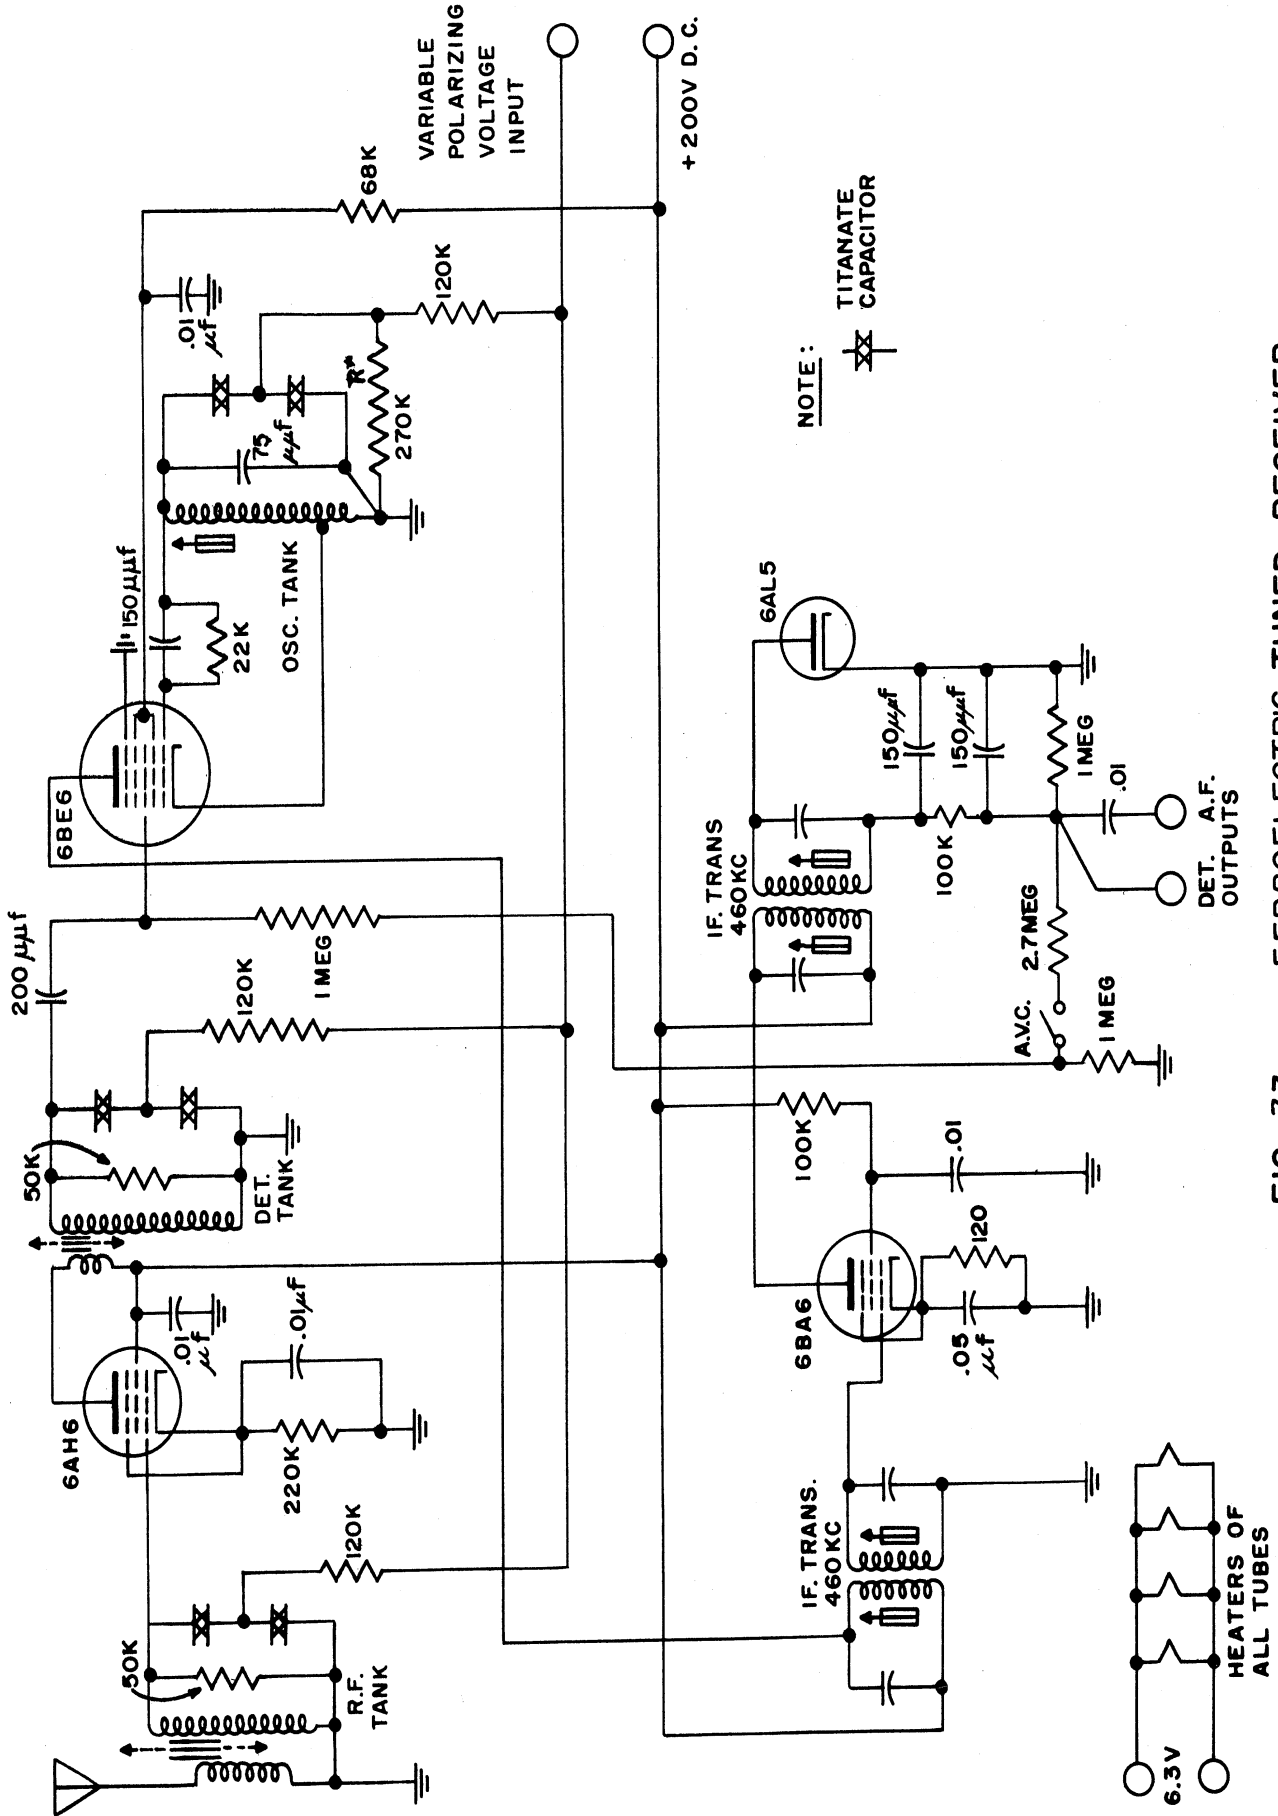 50K
R.F.
TANK
120K
6AH6
220K
.01µf
.01
µf
50K
DET.
TANK
200µµf
120K
1MEG
6BE6
150µµf
22K
OSC. TANK
75
µµf
R*
270K
.01
µf
120K
68K
VARIABLE
POLARIZING
VOLTAGE
INPUT
+200V D.C.
IF. TRANS.
460KC
6BA6
.05
µf
120
100K
.01
IF. TRANS
460KC
6AL5
150µµf
150µµf
100K
1MEG
2.7MEG
A.V.C.
1MEG
.01
DET. A.F.
OUTPUTS
NOTE:
TITANATE
CAPACITOR
6.3V
HEATERS OF
ALL TUBES